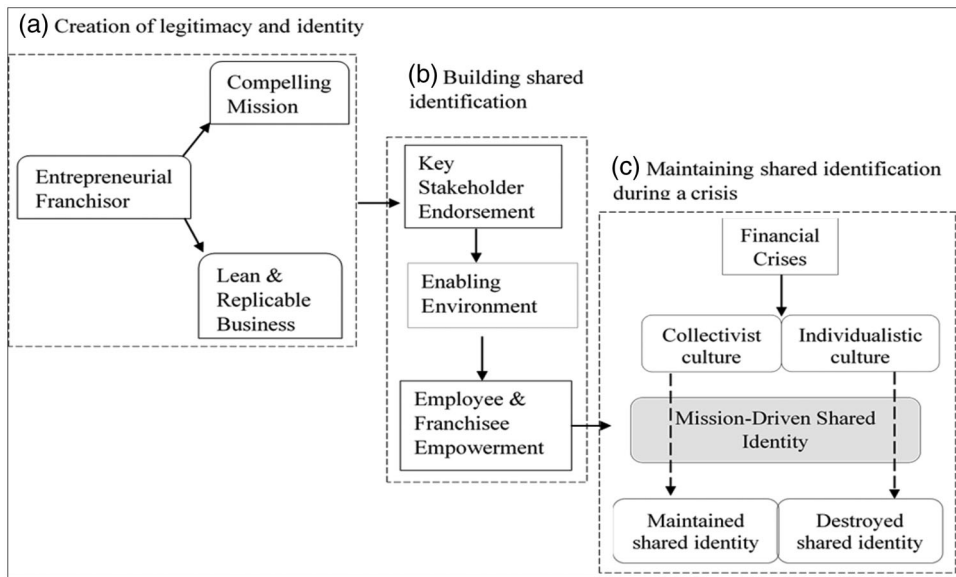 (a) Creation of legitimacy and identity
Compelling
Mission
Entrepreneurial
Franchisor
Lean &
Replicable
Business
(b) Building shared
identification
Key
Stakeholder
Endorsement
Enabling
Environment
Employee &
Franchisee
Empowerment
(c) Maintaining shared identification
during a crisis
Financial
Crises
Collectivist
culture
Individualistic
culture
Mission-Driven Shared
Identity
Maintained
shared identity
Destroyed
shared identity